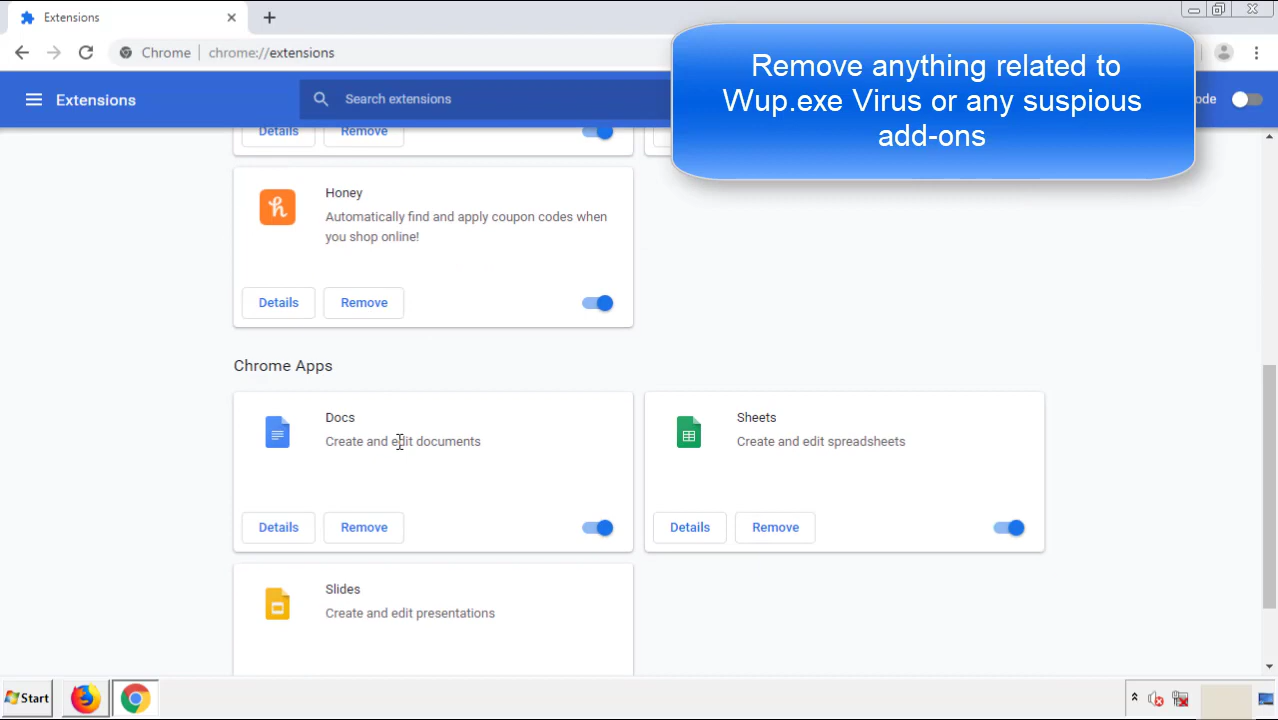 Extensions
Chrome
chrome://extensions
Extensions
Search extensions
ode
Remove anything related to
Wup.exe Virus or any suspious
add-ons
Details
Remove
Honey
Automatically find and apply coupon codes when
you shop online!
Details
Remove
Chrome Apps
Docs
Create and edit documents
Details
Remove
Sheets
Create and edit spreadsheets
Details
Remove
Slides
Create and edit presentations
Start